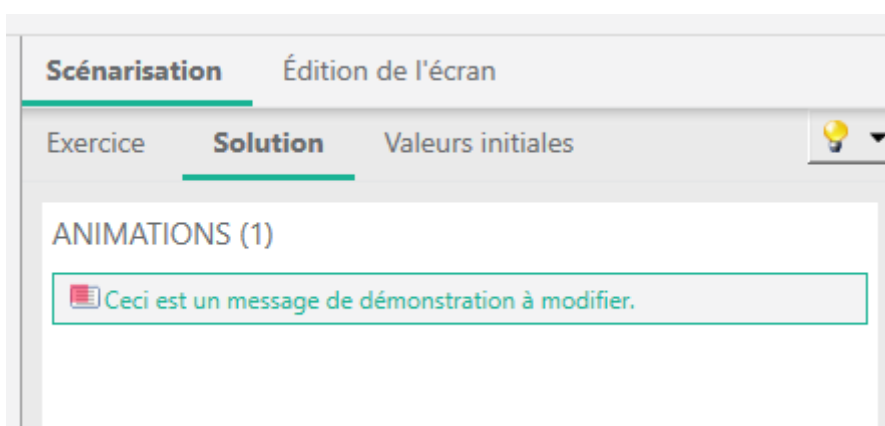 Scénarisation Édition de l'écran
Exercice Solution Valeurs initiales
ANIMATIONS (1)
Ceci est un message de démonstration à modifier.